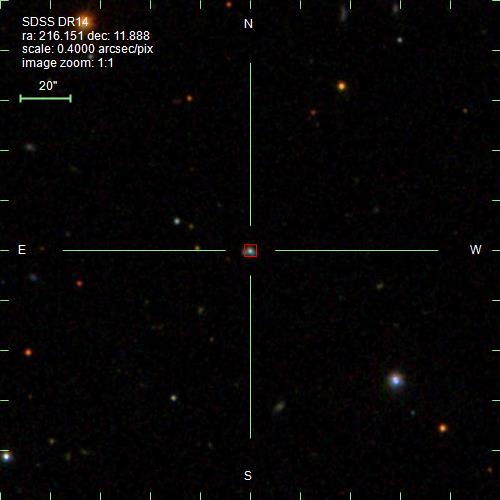 SDSS DR14
ra: 216.151 dec: 11.888
scale: 0.4000 arcsec/pix
image zoom: 1:1
20"
N
E
W
S